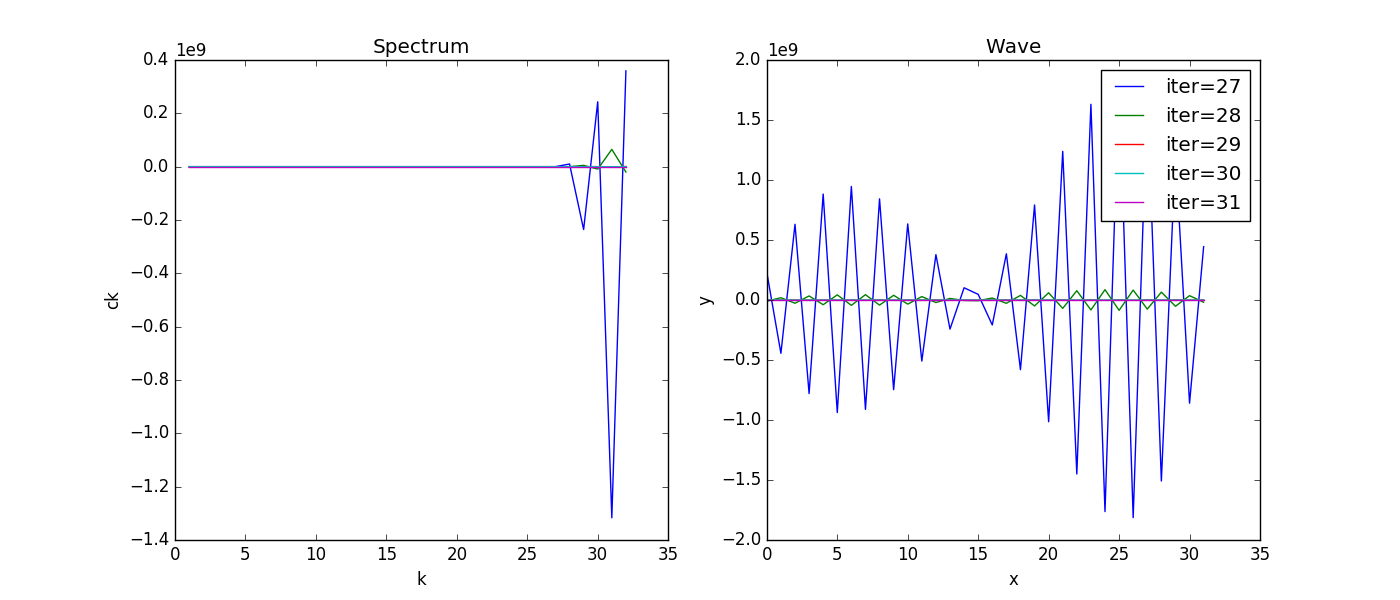 Spectrum
1e9
0.4
0.2
0.0
−0.2
−0.4
−0.6
−0.8
−1.0
−1.2
−1.4
ck
0 5 10 15 20 25 30 35
k
Wave
1e9
2.0
1.5
1.0
0.5
0.0
−0.5
−1.0
−1.5
−2.0
y
0 5 10 15 20 25 30 35
x
iter=27
iter=28
iter=29
iter=30
iter=31